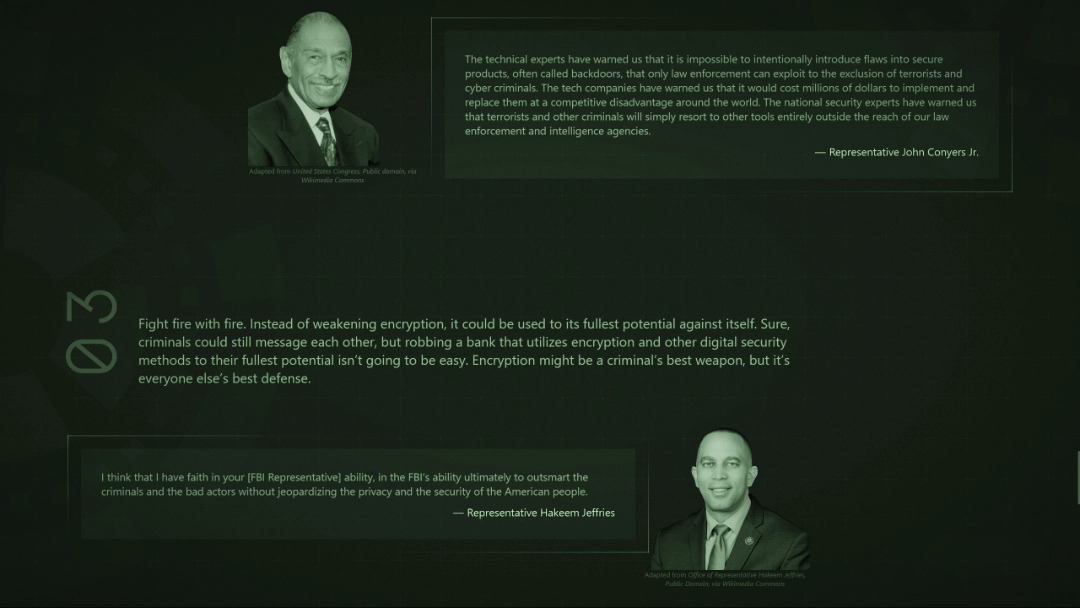 The technical experts have warned us that it is impossible to intentionally introduce flaws into secure
products, often called backdoors, that only law enforcement can exploit to the exclusion of terrorists and
cyber criminals. The tech companies have warned us that it would cost millions of dollars to implement and
replace them at a competitive disadvantage around the world. The national security experts have warned us
that terrorists and other criminals will simply resort to other tools entirely outside the reach of our law
enforcement and intelligence agencies.
— Representative John Conyers Jr.
Adapted from United States Congress, Public domain, via
Wikimedia Commons
03
Fight fire with fire. Instead of weakening encryption, it could be used to its fullest potential against itself. Sure,
criminals could still message each other, but robbing a bank that utilizes encryption and other digital security
methods to their fullest potential isn't going to be easy. Encryption might be a criminal's best weapon, but it's
everyone else's best defense.
I think that I have faith in your [FBI Representative] ability, in the FBI's ability ultimately to outsmart the
criminals and the bad actors without jeopardizing the privacy and the security of the American people.
— Representative Hakeem Jeffries
Adapted from Office of Representative Hakeem Jeffries,
Public Domain, via Wikimedia Commons